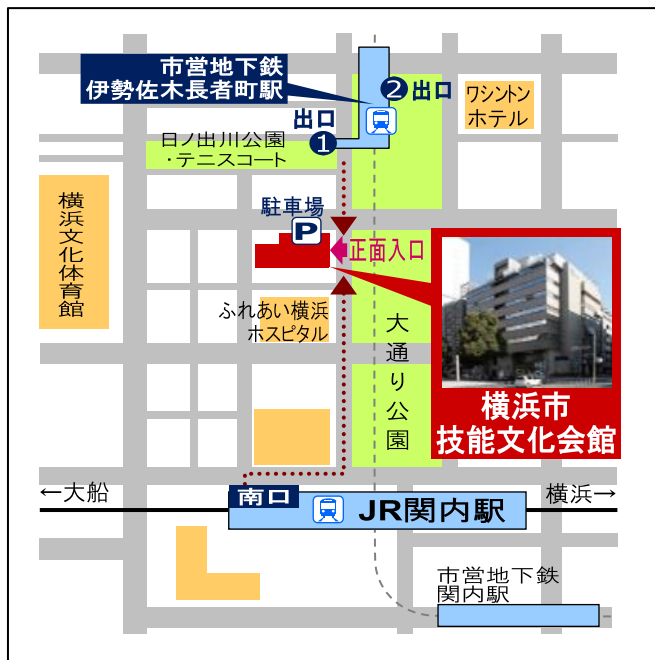 市営地下鉄
伊勢佐木長者町駅
❷出口
ワシントン
ホテル
出口
❶
日ノ出川公園
・テニスコート
駐車場
P
正面入口
横浜文化体育館
ふれあい横浜
ホスピタル
大通り公園
横浜市
技能文化会館
←大船
南口
横浜→
JR関内駅
市営地下鉄
関内駅